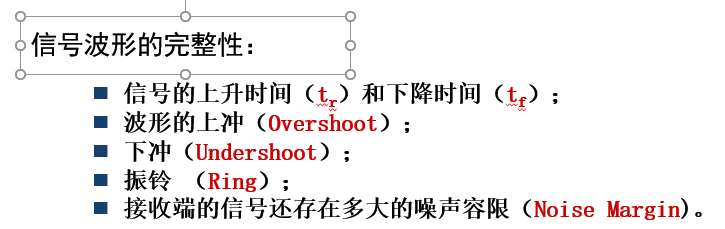 信号波形的完整性：
■ 信号的上升时间（tr）和下降时间（tf）；
■ 波形的上冲（Overshoot）；
■ 下冲（Undershoot）；
■ 振铃 （Ring）；
■ 接收端的信号还存在多大的噪声容限（Noise Margin)。